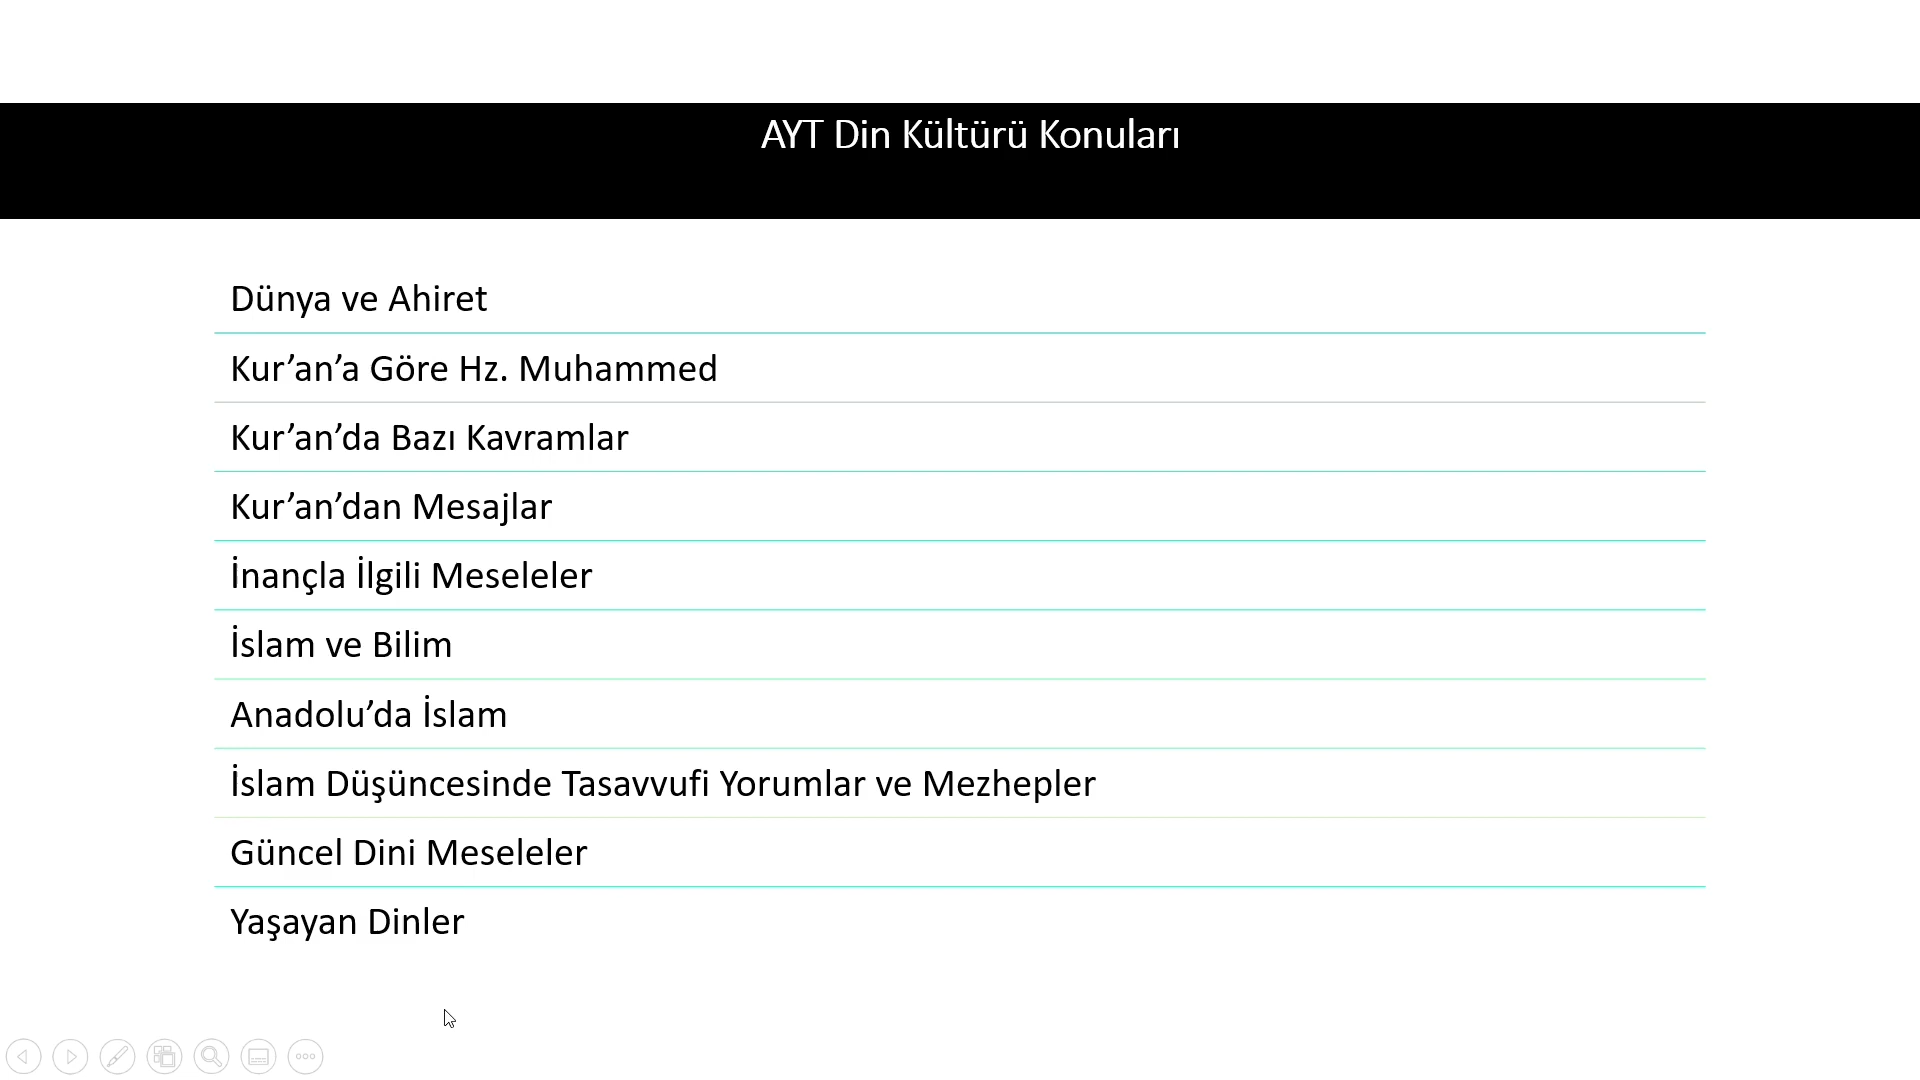 AYT Din Kültürü Konuları
Dünya ve Ahiret
Kur’an’a Göre Hz. Muhammed
Kur’an’da Bazı Kavramlar
Kur’an’dan Mesajlar
İnançla İlgili Meseleler
İslam ve Bilim
Anadolu’da İslam
İslam Düşüncesinde Tasavvufi Yorumlar ve Mezhepler
Güncel Dini Meseleler
Yaşayan Dinler